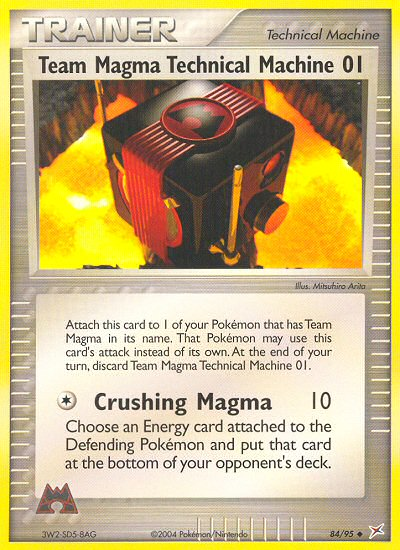 TRAINER
Technical Machine
Team Magma Technical Machine 01
Illus. Mitsuhiro Arita
Attach this card to 1 of your Pokémon that has Team
Magma in its name. That Pokémon may use this
card's attack instead of its own. At the end of your
turn, discard Team Magma Technical Machine 01.
Crushing Magma 10
Choose an Energy card attached to the
Defending Pokémon and put that card
at the bottom of your opponent's deck.
3W2-SD5-8AG
©2004 Pokémon/Nintendo
84/95